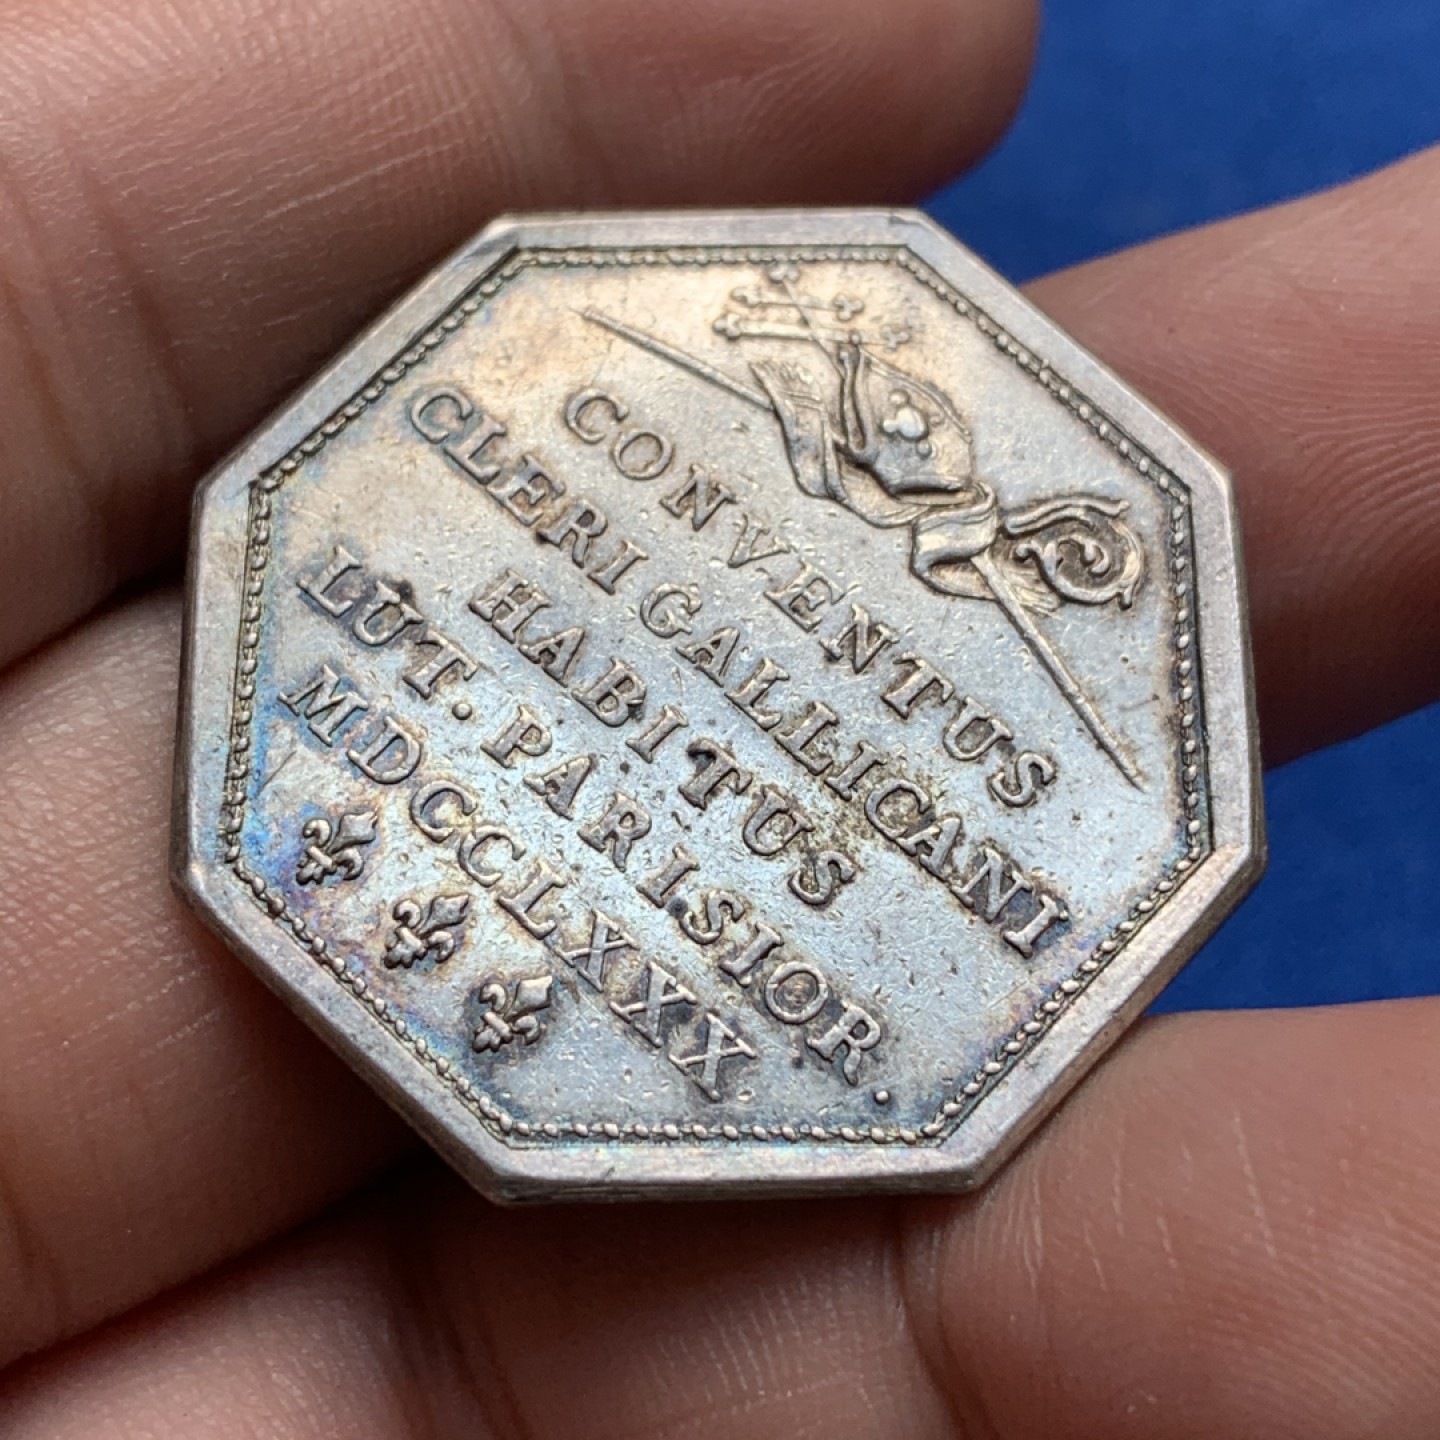 CONVENTUS
CLERI GALLICANI
HABITUS
LUT. PARISIOR.
MDCCLXXX.